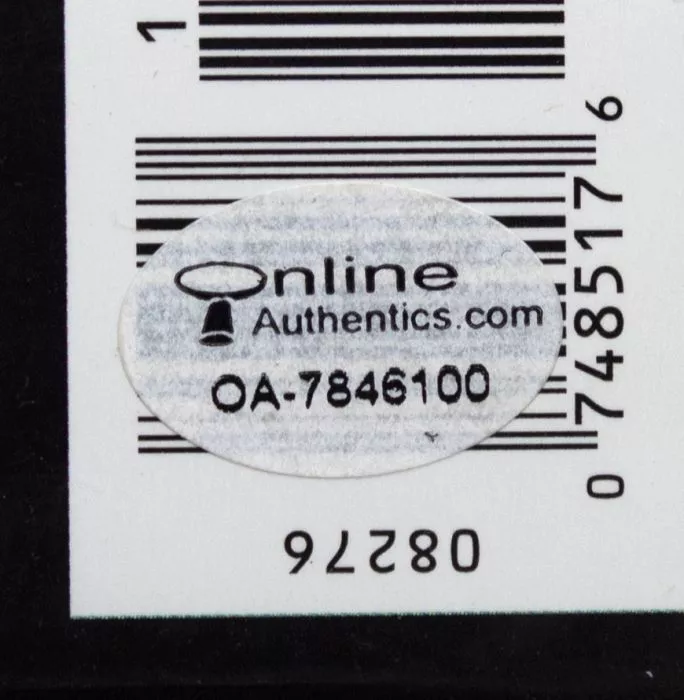 1
Online
Authentics.com
OA-7846100
0 748517 6
08276